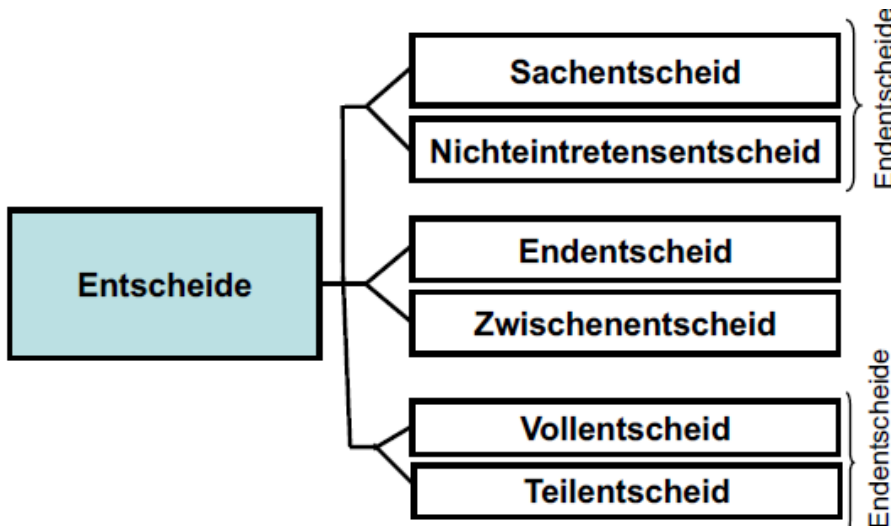 Sachentscheid
Nichteintretensentscheid
Endentscheide
Entscheide
Endentscheid
Zwischenentscheid
Vollentscheid
Teilentscheid
Endentscheide